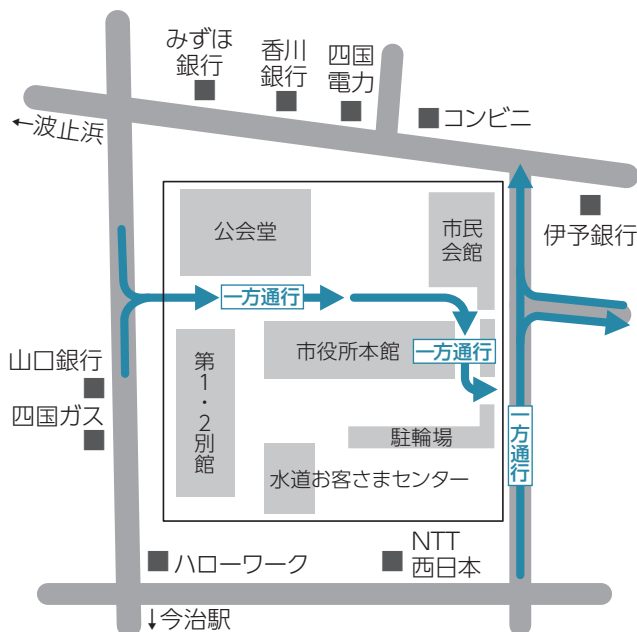 みずほ
銀行
香川
銀行
四国
電力
コンビニ
←波止浜
公会堂
市民
会館
伊予銀行
一方通行
市役所本館
一方通行
山口銀行
四国ガス
第1・2別館
一方通行
駐輪場
水道お客さまセンター
ハローワーク
NTT
西日本
↓今治駅